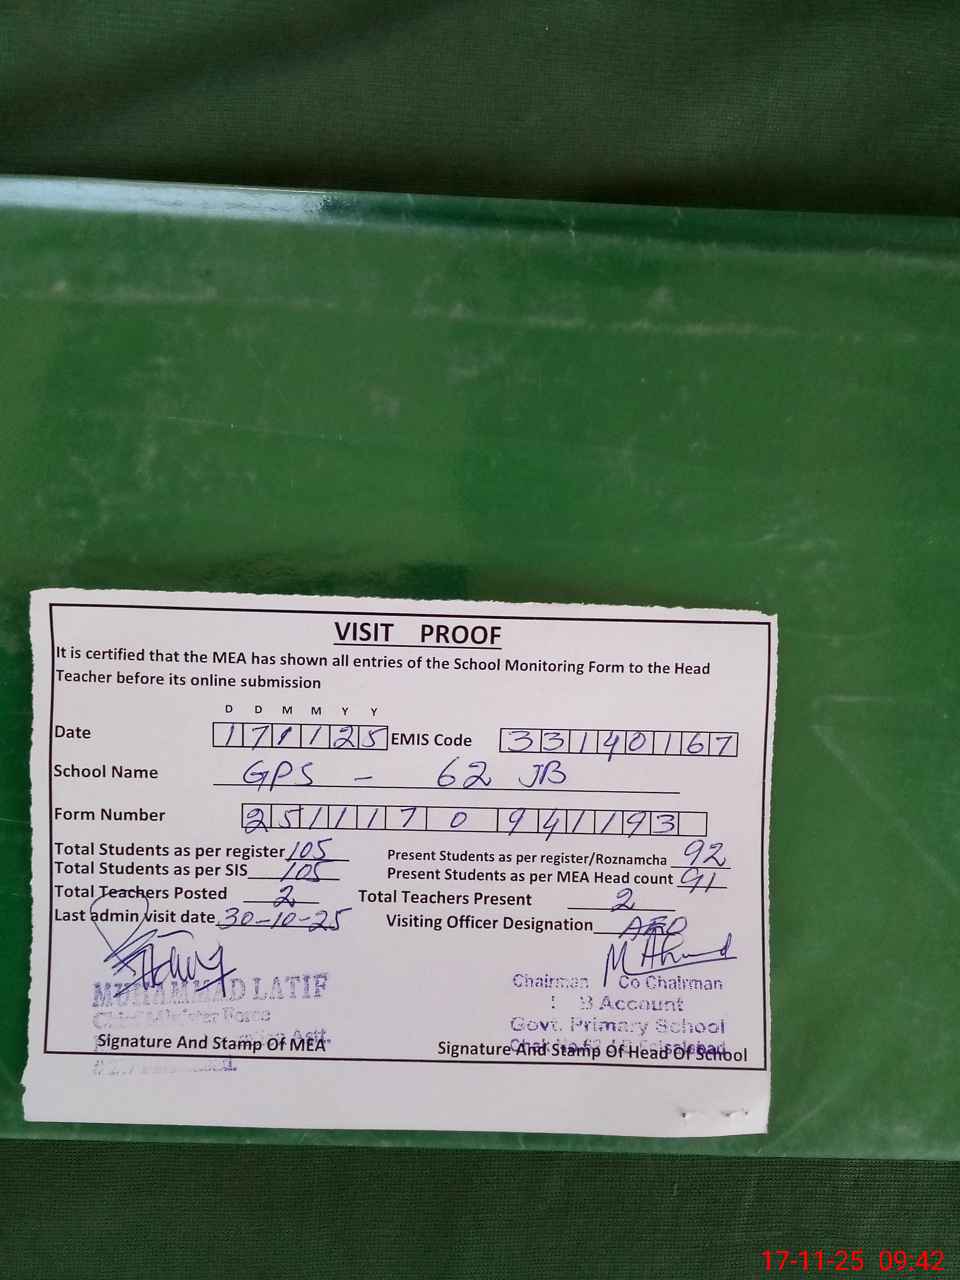 VISIT PROOF
It is certified that the MEA has shown all entries of the School Monitoring Form to the Head
Teacher before its online submission
D D M M Y Y
Date 171125 EMIS Code 33140167
School Name GPS - 62 JB
Form Number 2511170941193
Total Students as per register 105 Present Students as per register/Roznamcha 92
Total Students as per SIS 105 Present Students as per MEA Head count 91
Total Teachers Posted 2 Total Teachers Present 2
Last admin visit date 30-10-25 Visiting Officer Designation AEO
MUHAMMAD LATIF Chairman / Co Chairman
Chief Minister Force B Account
Govt. Primary School
Signature And Stamp Of MEA Signature And Stamp Of Head Of School
17-11-25 09:42